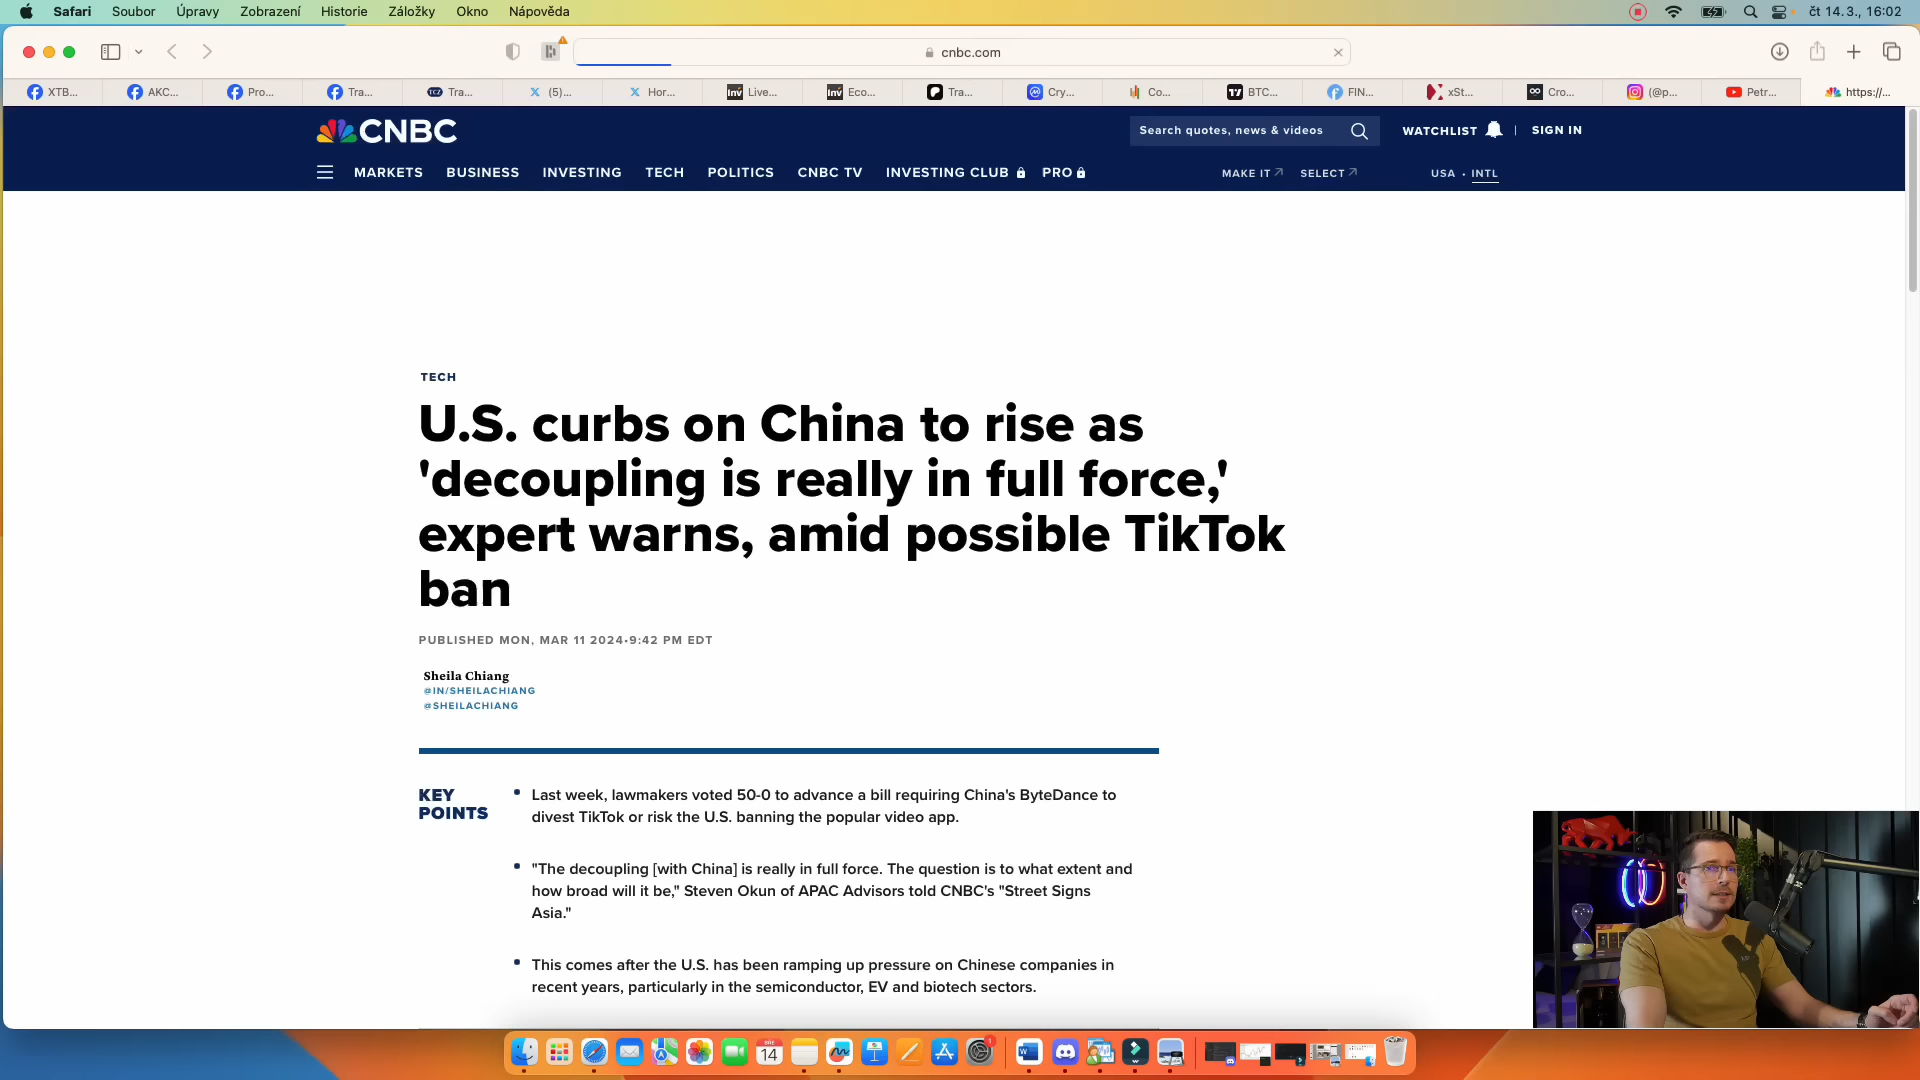 Safari Soubor Úpravy Zobrazení Historie Záložky Okno Nápověda čt 14.3., 16:02
cnbc.com
XTB... AKC... Pro... Tra... TCZ Tra... (5)... Hor... Inv Live... Inv Eco... Tra... Cry... Co... BTC... FIN... xSt... Cro... (@p... Petr... https://...
CNBC
Search quotes, news & videos WATCHLIST | SIGN IN
MARKETS BUSINESS INVESTING TECH POLITICS CNBC TV INVESTING CLUB PRO MAKE IT SELECT USA • INTL
TECH
U.S. curbs on China to rise as
'decoupling is really in full force,'
expert warns, amid possible TikTok
ban
PUBLISHED MON, MAR 11 2024•9:42 PM EDT
Sheila Chiang
@IN/SHEILACHIANG
@SHEILACHIANG
KEY
POINTS
• Last week, lawmakers voted 50-0 to advance a bill requiring China's ByteDance to
divest TikTok or risk the U.S. banning the popular video app.
• "The decoupling [with China] is really in full force. The question is to what extent and
how broad will it be," Steven Okun of APAC Advisors told CNBC's "Street Signs
Asia."
• This comes after the U.S. has been ramping up pressure on Chinese companies in
recent years, particularly in the semiconductor, EV and biotech sectors.
14